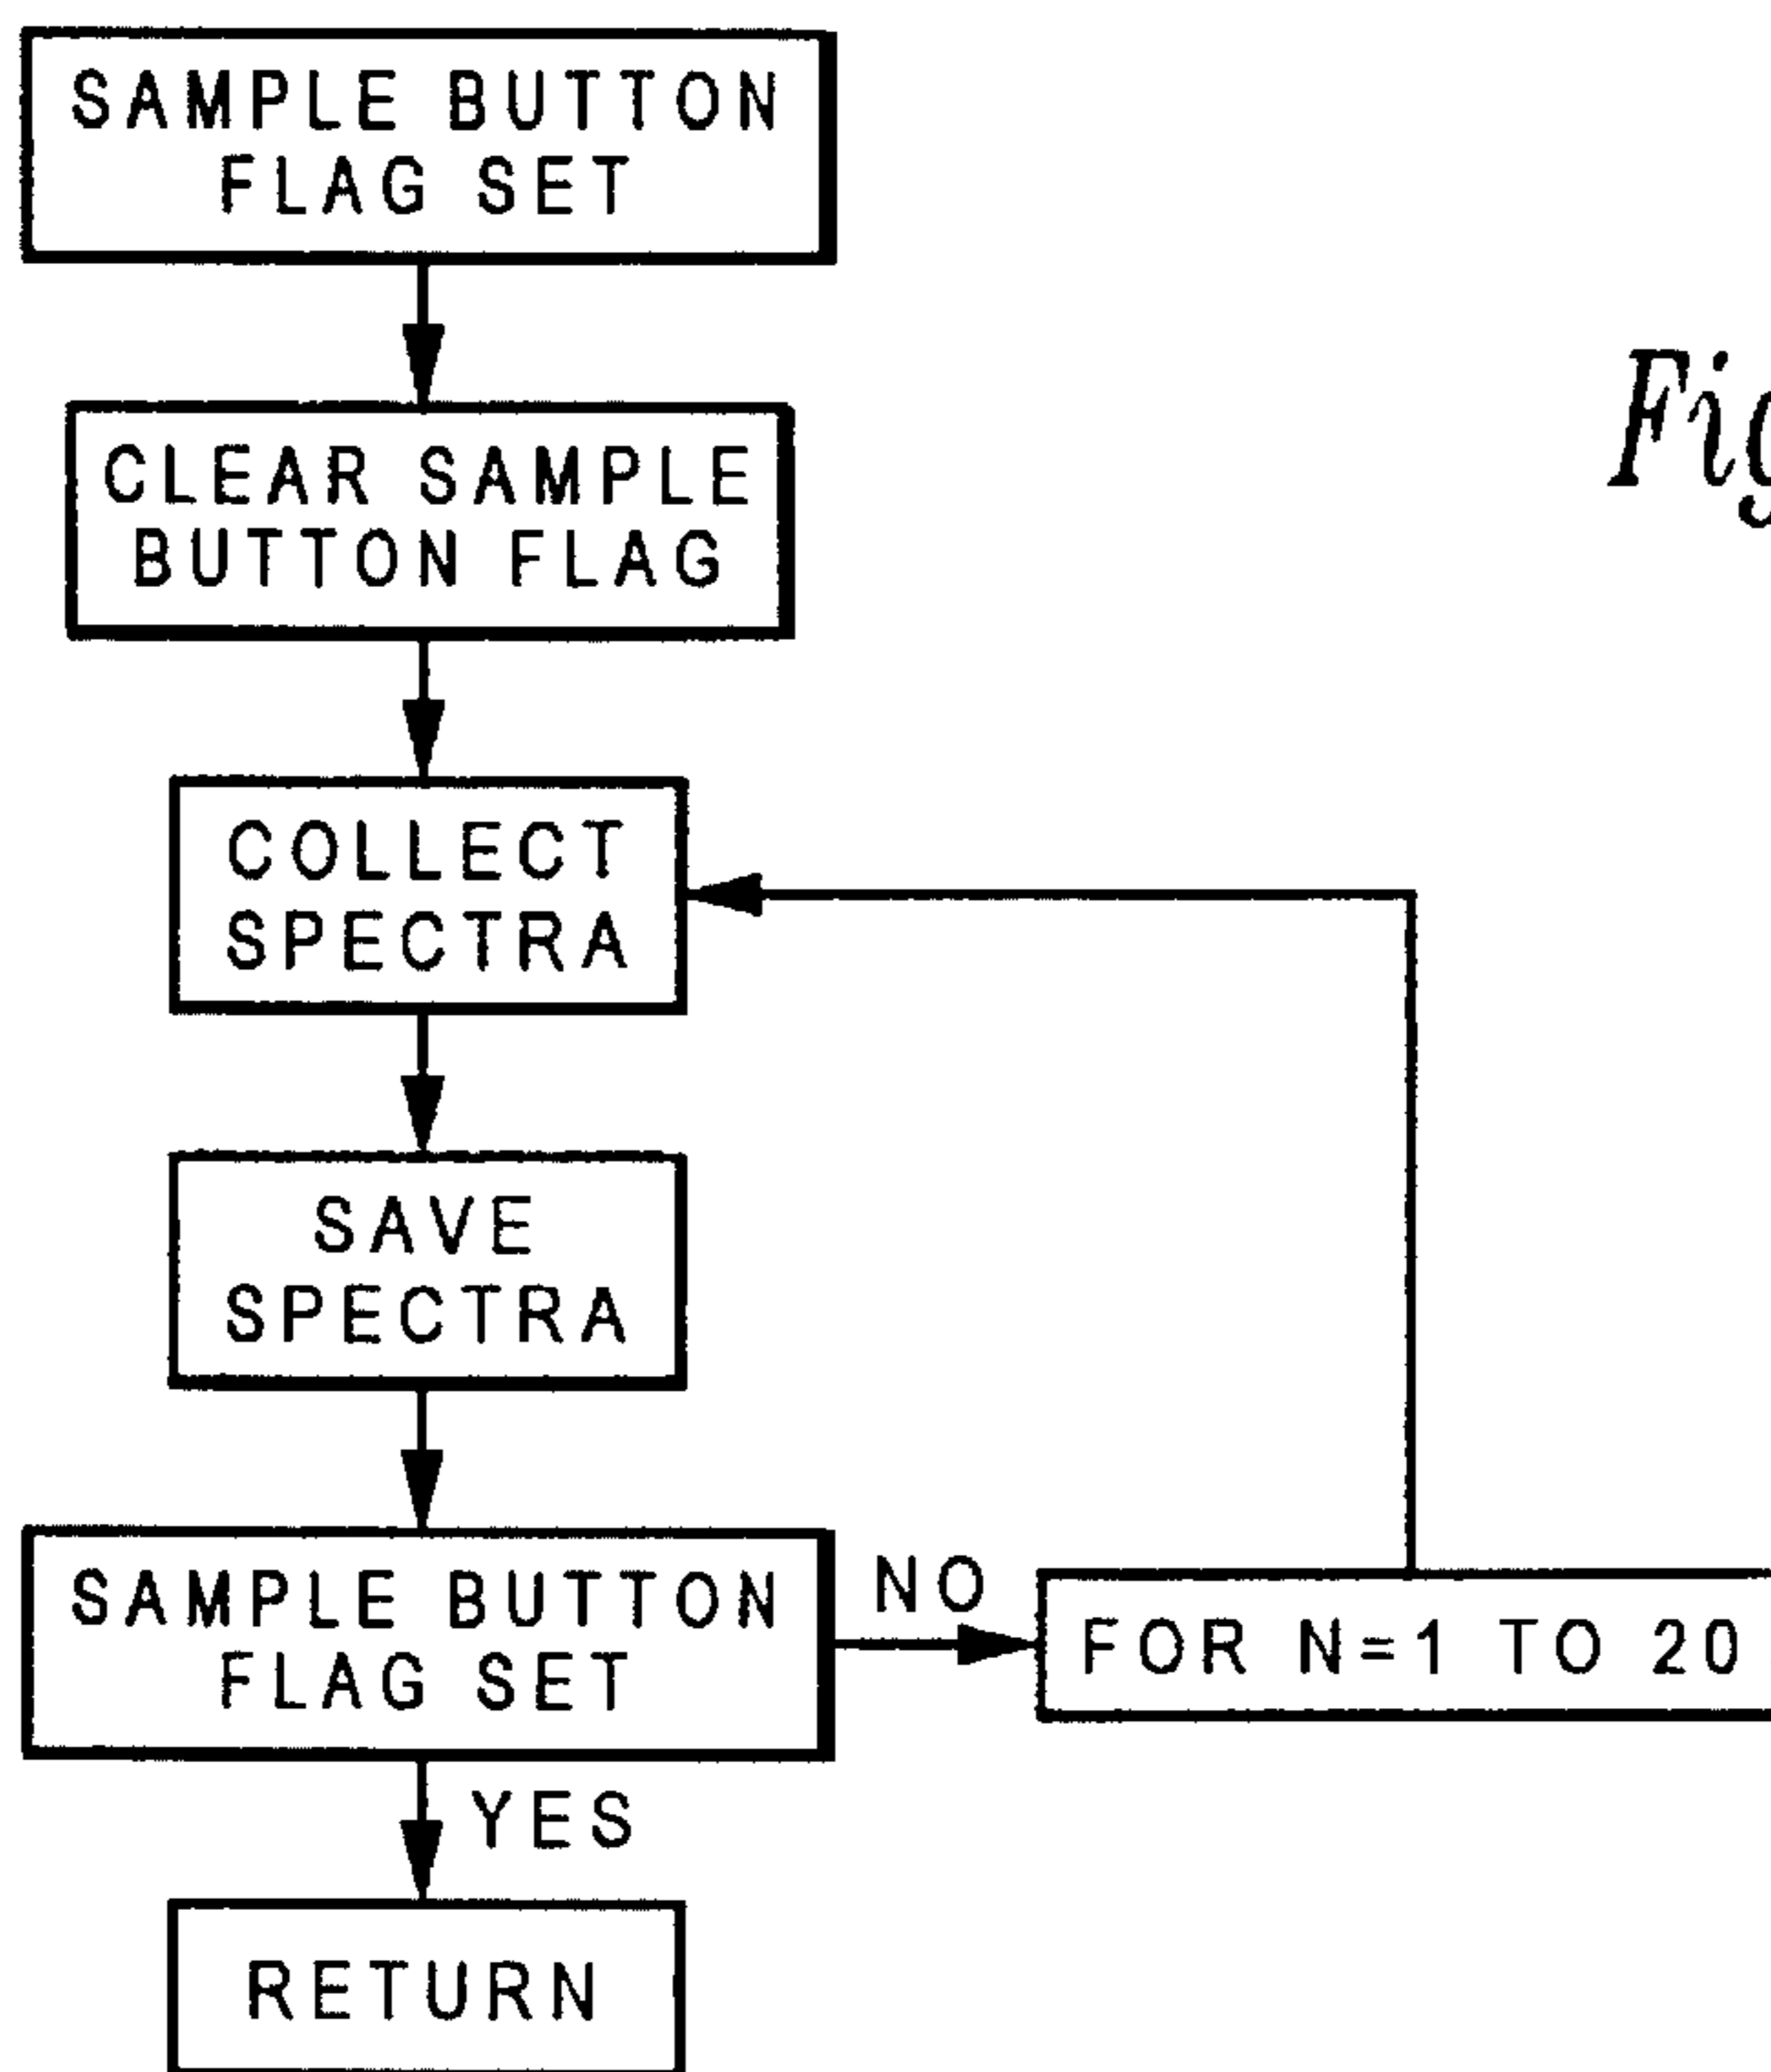 SAMPLE BUTTON
FLAG SET
Fig
CLEAR SAMPLE
BUTTON FLAG
COLLECT
SPECTRA
SAVE
SPECTRA
SAMPLE BUTTON
FLAG SET
NO
FOR N=1 TO 20
YES
RETURN